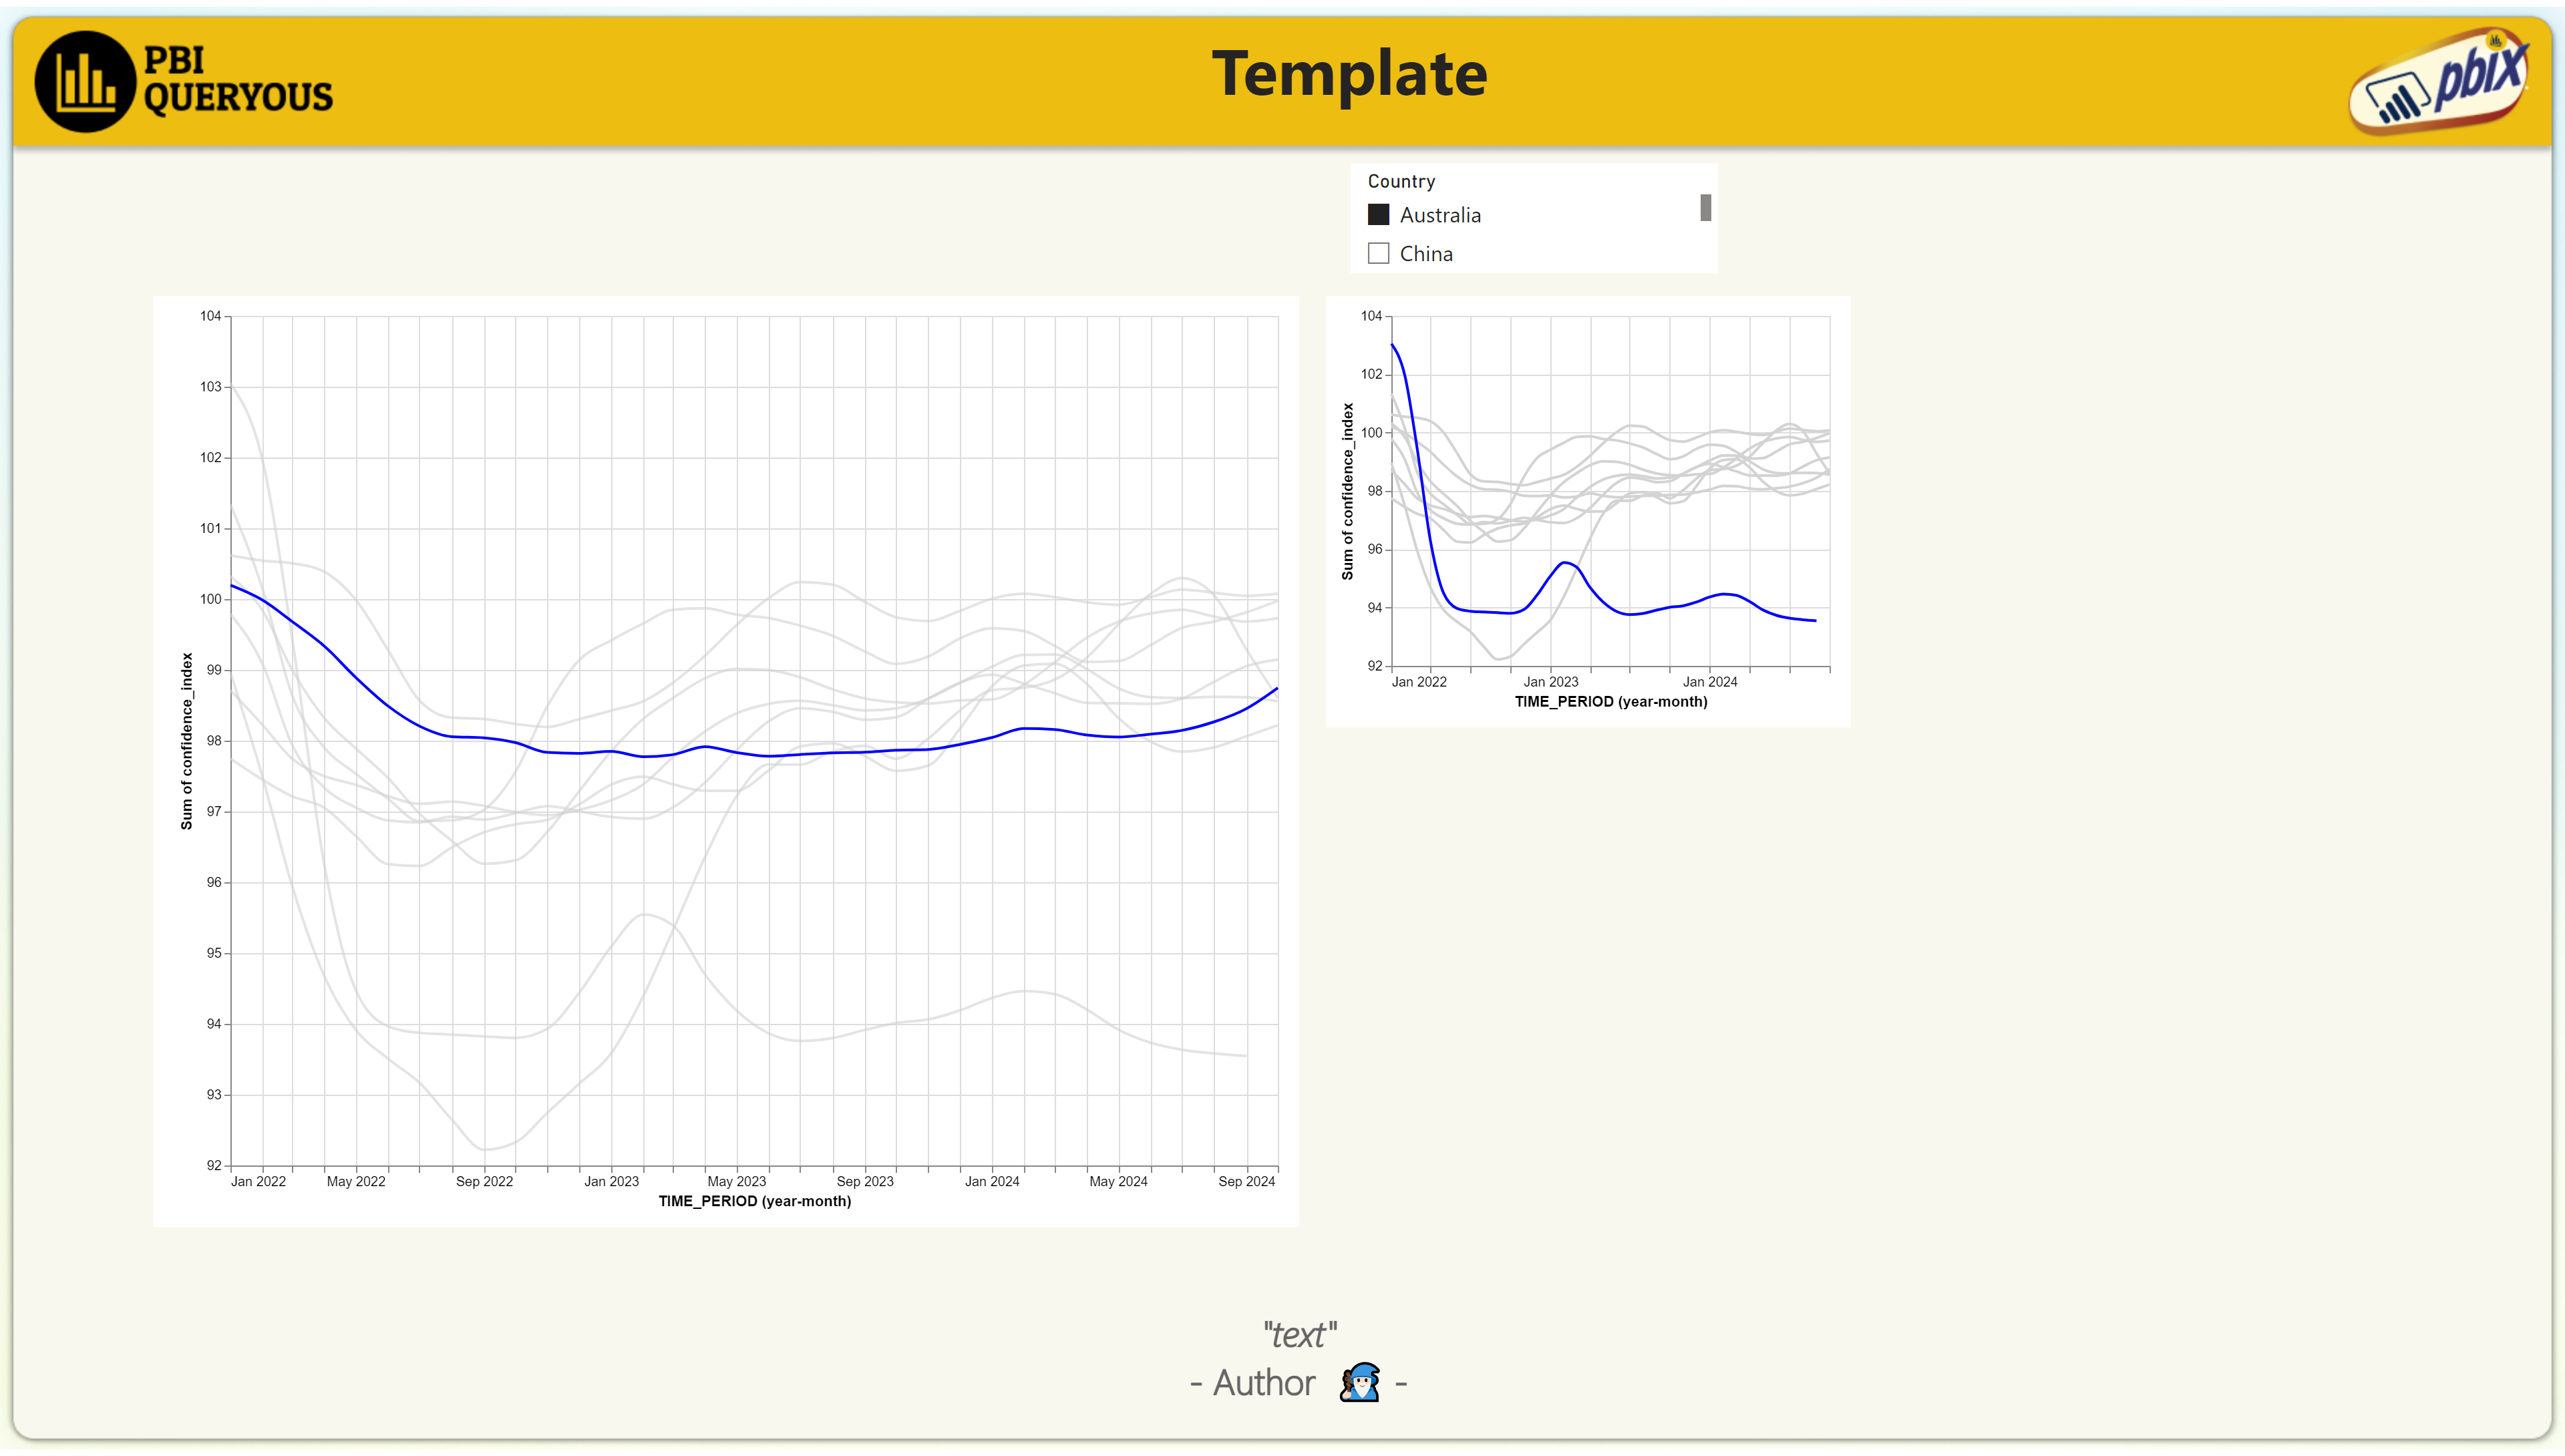 PBI
QUERYOUS
Template
pbix
Country
Australia
China
104
103
102
101
100
99
98
97
96
95
94
93
92
Sum of confidence_index
Jan 2022
May 2022
Sep 2022
Jan 2023
May 2023
Sep 2023
Jan 2024
May 2024
Sep 2024
TIME_PERIOD (year-month)
104
102
100
98
96
94
92
Sum of confidence_index
Jan 2022
Jan 2023
Jan 2024
TIME_PERIOD (year-month)
"text"
- Author -